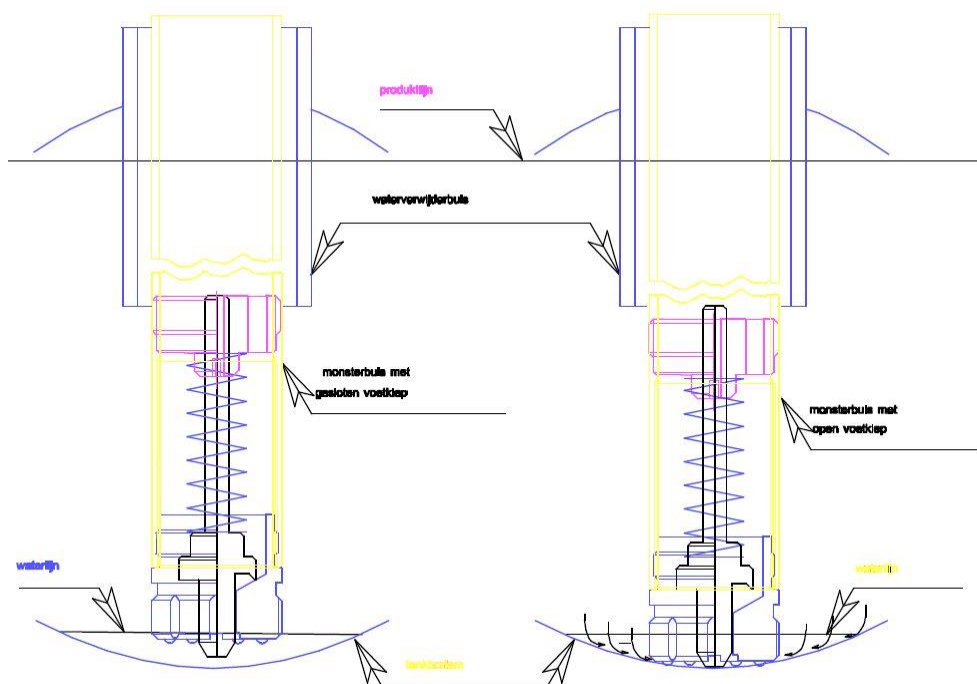 produktlijn
waterverwijderbuis
monsterbuis met
gesloten voetklep
monsterbuis met
open voetklep
waterlijn
waterlijn
tankbodem